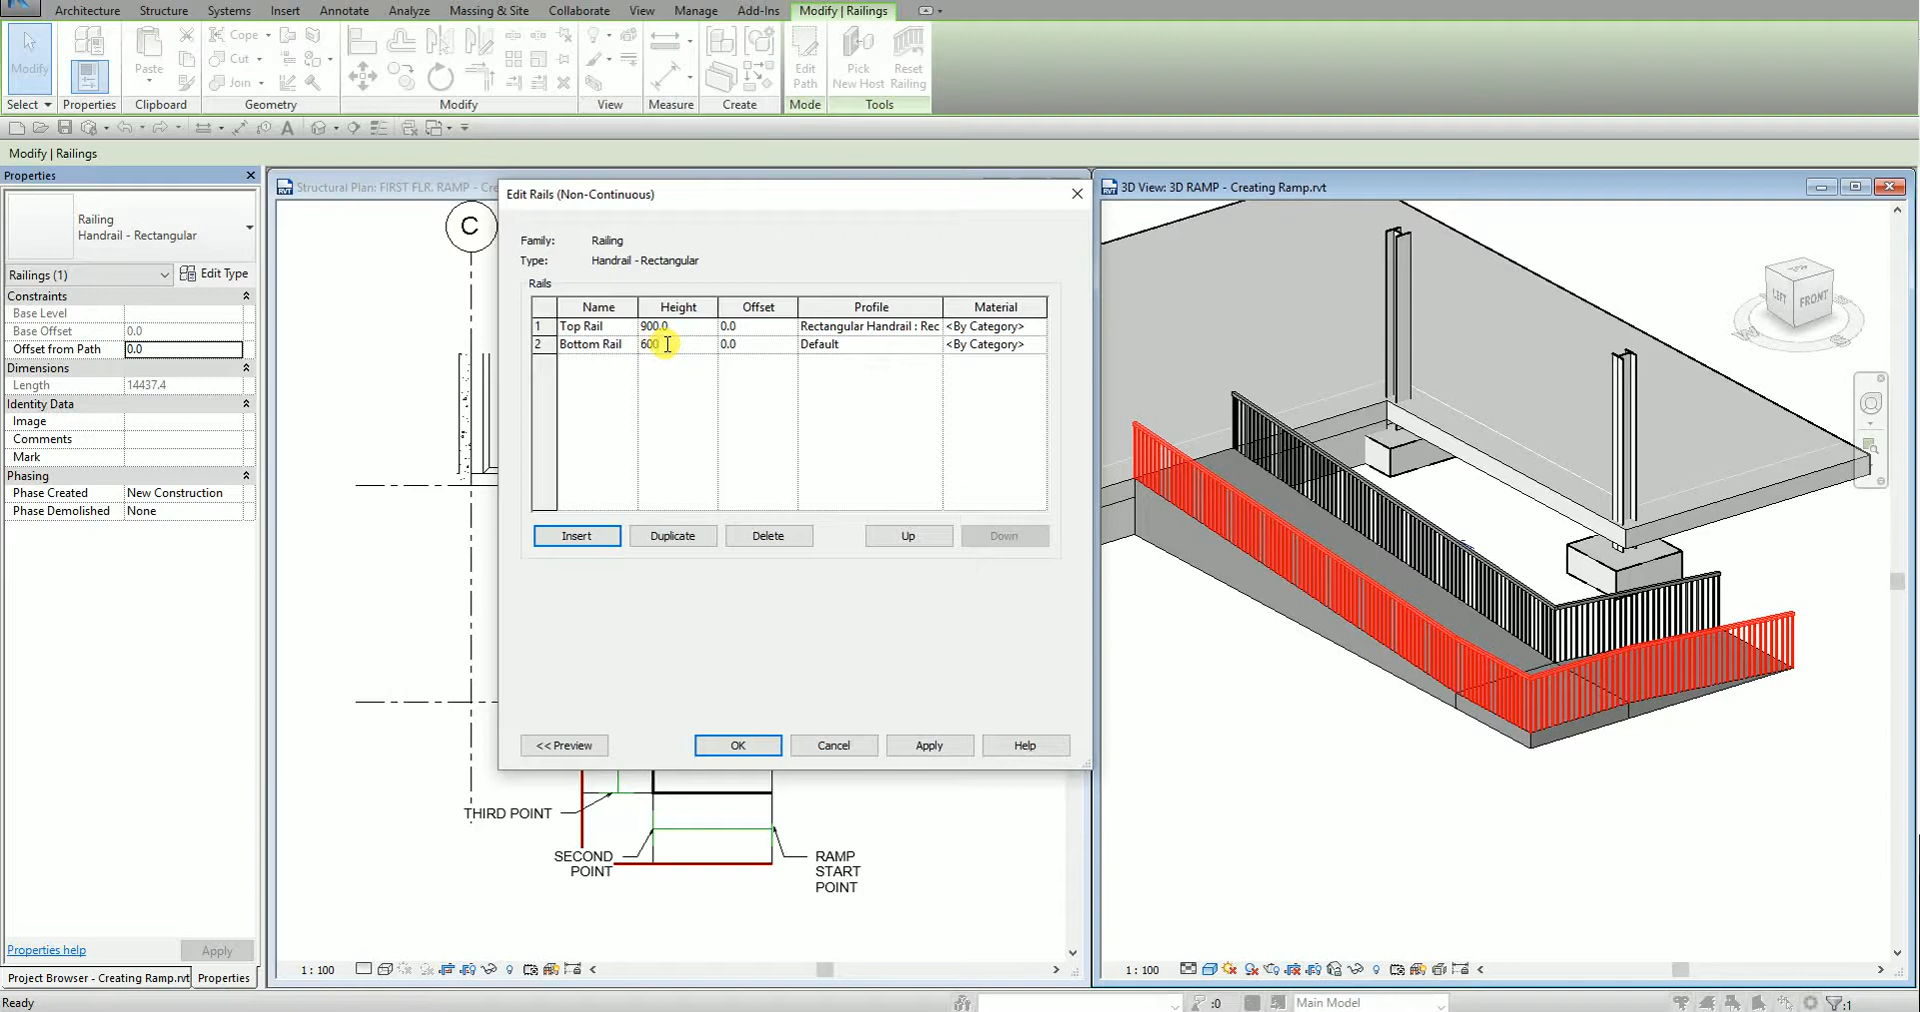 Architecture Structure Systems Insert Annotate Analyze Massing & Site Collaborate View Manage Add-Ins Modify | Railings
Modify
Paste
Cope
Cut
Join
Edit Path
Pick New Host
Reset Railing
Select Properties Clipboard Geometry Modify View Measure Create Mode Tools
Modify | Railings
Properties
Railing
Handrail - Rectangular
Railings (1)
Edit Type
Constraints
Base Level
Base Offset 0.0
Offset from Path 0.0
Dimensions
Length 14437.4
Identity Data
Image
Comments
Mark
Phasing
Phase Created New Construction
Phase Demolished None
Properties help
Apply
Project Browser - Creating Ramp.rvt Properties
Ready
RVT Structural Plan: FIRST FLR. RAMP - Cre
C
THIRD POINT
SECOND
POINT
RAMP
START
POINT
1 : 100
Edit Rails (Non-Continuous)
Family: Railing
Type: Handrail - Rectangular
Rails
Name Height Offset Profile Material
1 Top Rail 900.0 0.0 Rectangular Handrail : Rec <By Category>
2 Bottom Rail 600 0.0 Default <By Category>
Insert Duplicate Delete Up Down
<< Preview OK Cancel Apply Help
RVT 3D View: 3D RAMP - Creating Ramp.rvt
LEFT FRONT
1 : 100
:0
Main Model
:1